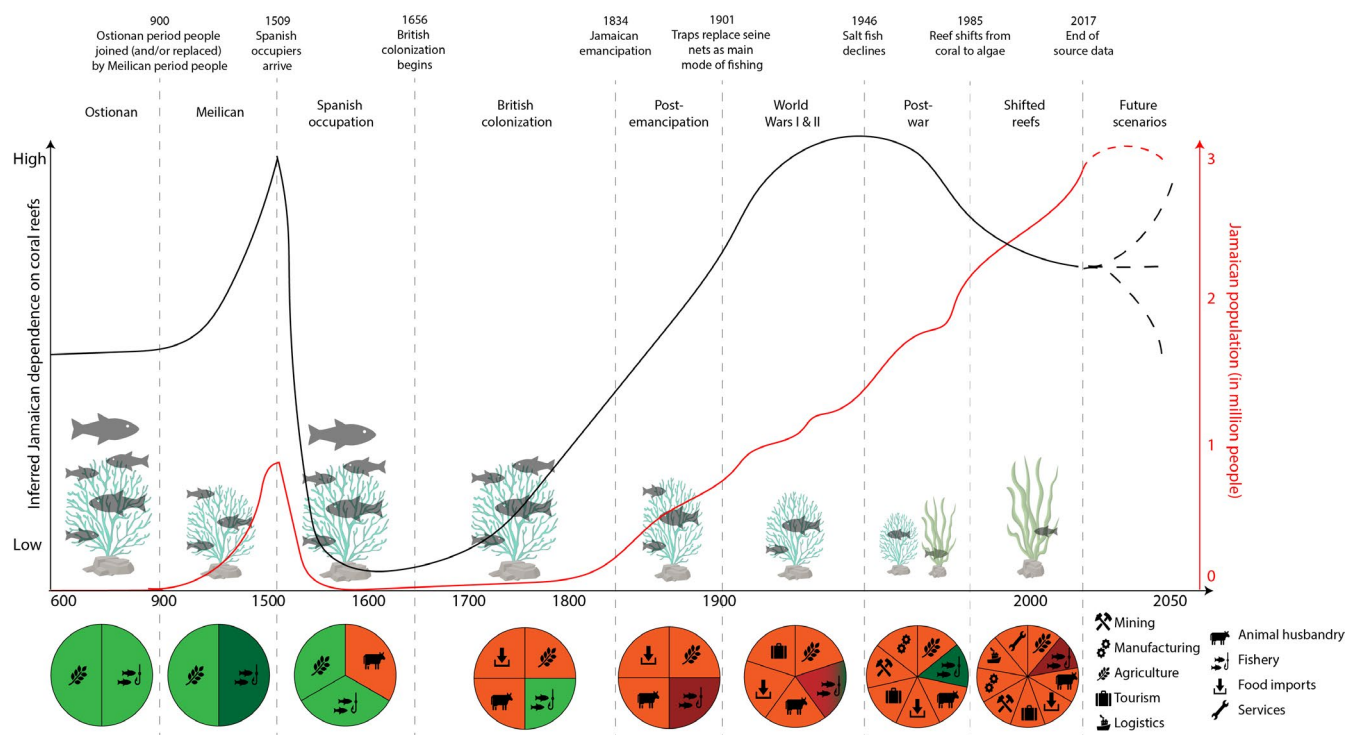 900
Ostionan period people
joined (and/or replaced)
by Meilican period people
1509
Spanish
occupiers
arrive
1656
British
colonization
begins
1834
Jamaican
emancipation
1901
Traps replace seine
nets as main
mode of fishing
1946
Salt fish
declines
1985
Reef shifts from
coral to algae
2017
End of
source data
Ostionan
Meilican
Spanish
occupation
British
colonization
Post-
emancipation
World
Wars I & II
Post-
war
Shifted
reefs
Future
scenarios
High
Inferred Jamaican dependence on coral reefs
Low
3
2
1
0
Jamaican population (in million people)
600
900
1500
1600
1700
1800
1900
2000
2050
Mining
Manufacturing
Agriculture
Tourism
Logistics
Animal husbandry
Fishery
Food imports
Services